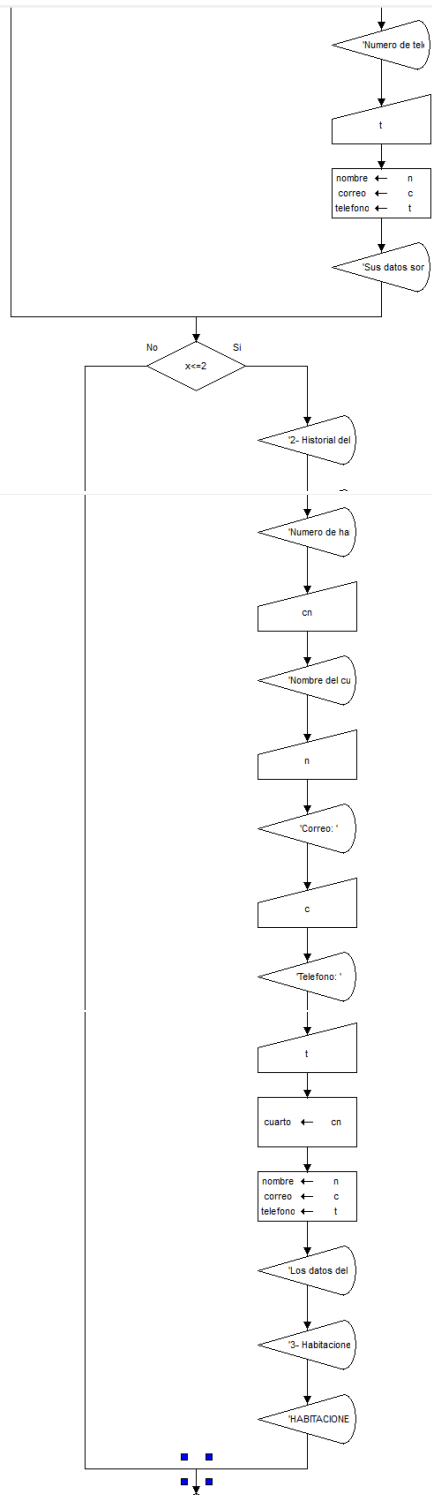 'Numero de tel
t
nombre ← n
correo ← c
telefono ← t
'Sus datos sor
No Si
x<=2
'2- Historial del
'Numero de ha
cn
'Nombre del cu
n
'Correo: '
c
'Telefono: '
t
cuarto ← cn
nombre ← n
correo ← c
telefono ← t
'Los datos del
'3- Habitacione
'HABITACIONE